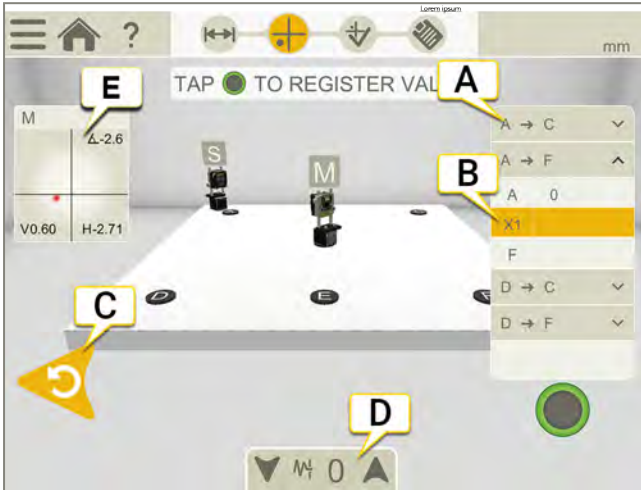 Lorem ipsum
?
mm
TAP TO REGISTER VAL
A
E
M
∡-2.6
V0.60 H-2.71
S
M
A → C
A → F
B
A 0
X1
F
D → C
D → F
D
E
F
C
D
0